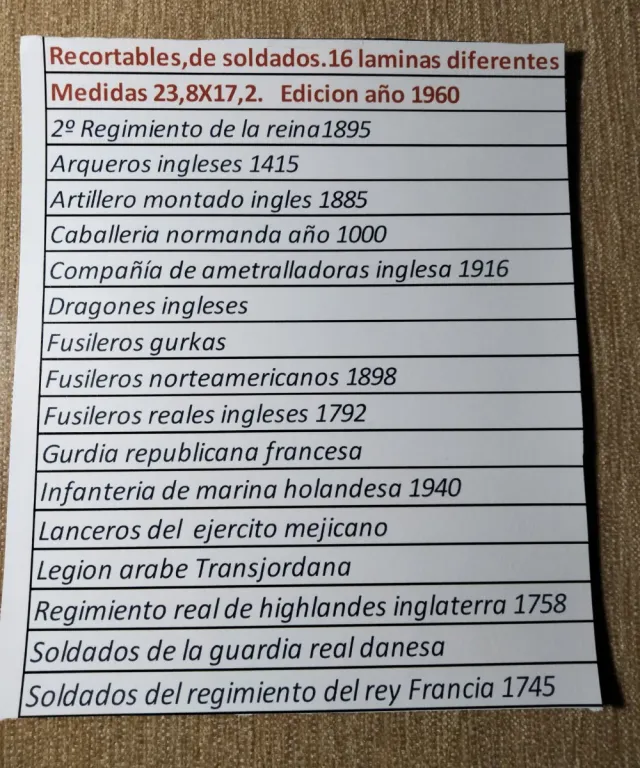 Recortables,de soldados.16 laminas diferentes
Medidas 23,8X17,2. Edicion año 1960
2º Regimiento de la reina1895
Arqueros ingleses 1415
Artillero montado ingles 1885
Caballeria normanda año 1000
Compañía de ametralladoras inglesa 1916
Dragones ingleses
Fusileros gurkas
Fusileros norteamericanos 1898
Fusileros reales ingleses 1792
Gurdia republicana francesa
Infanteria de marina holandesa 1940
Lanceros del ejercito mejicano
Legion arabe Transjordana
Regimiento real de highlandes inglaterra 1758
Soldados de la guardia real danesa
Soldados del regimiento del rey Francia 1745